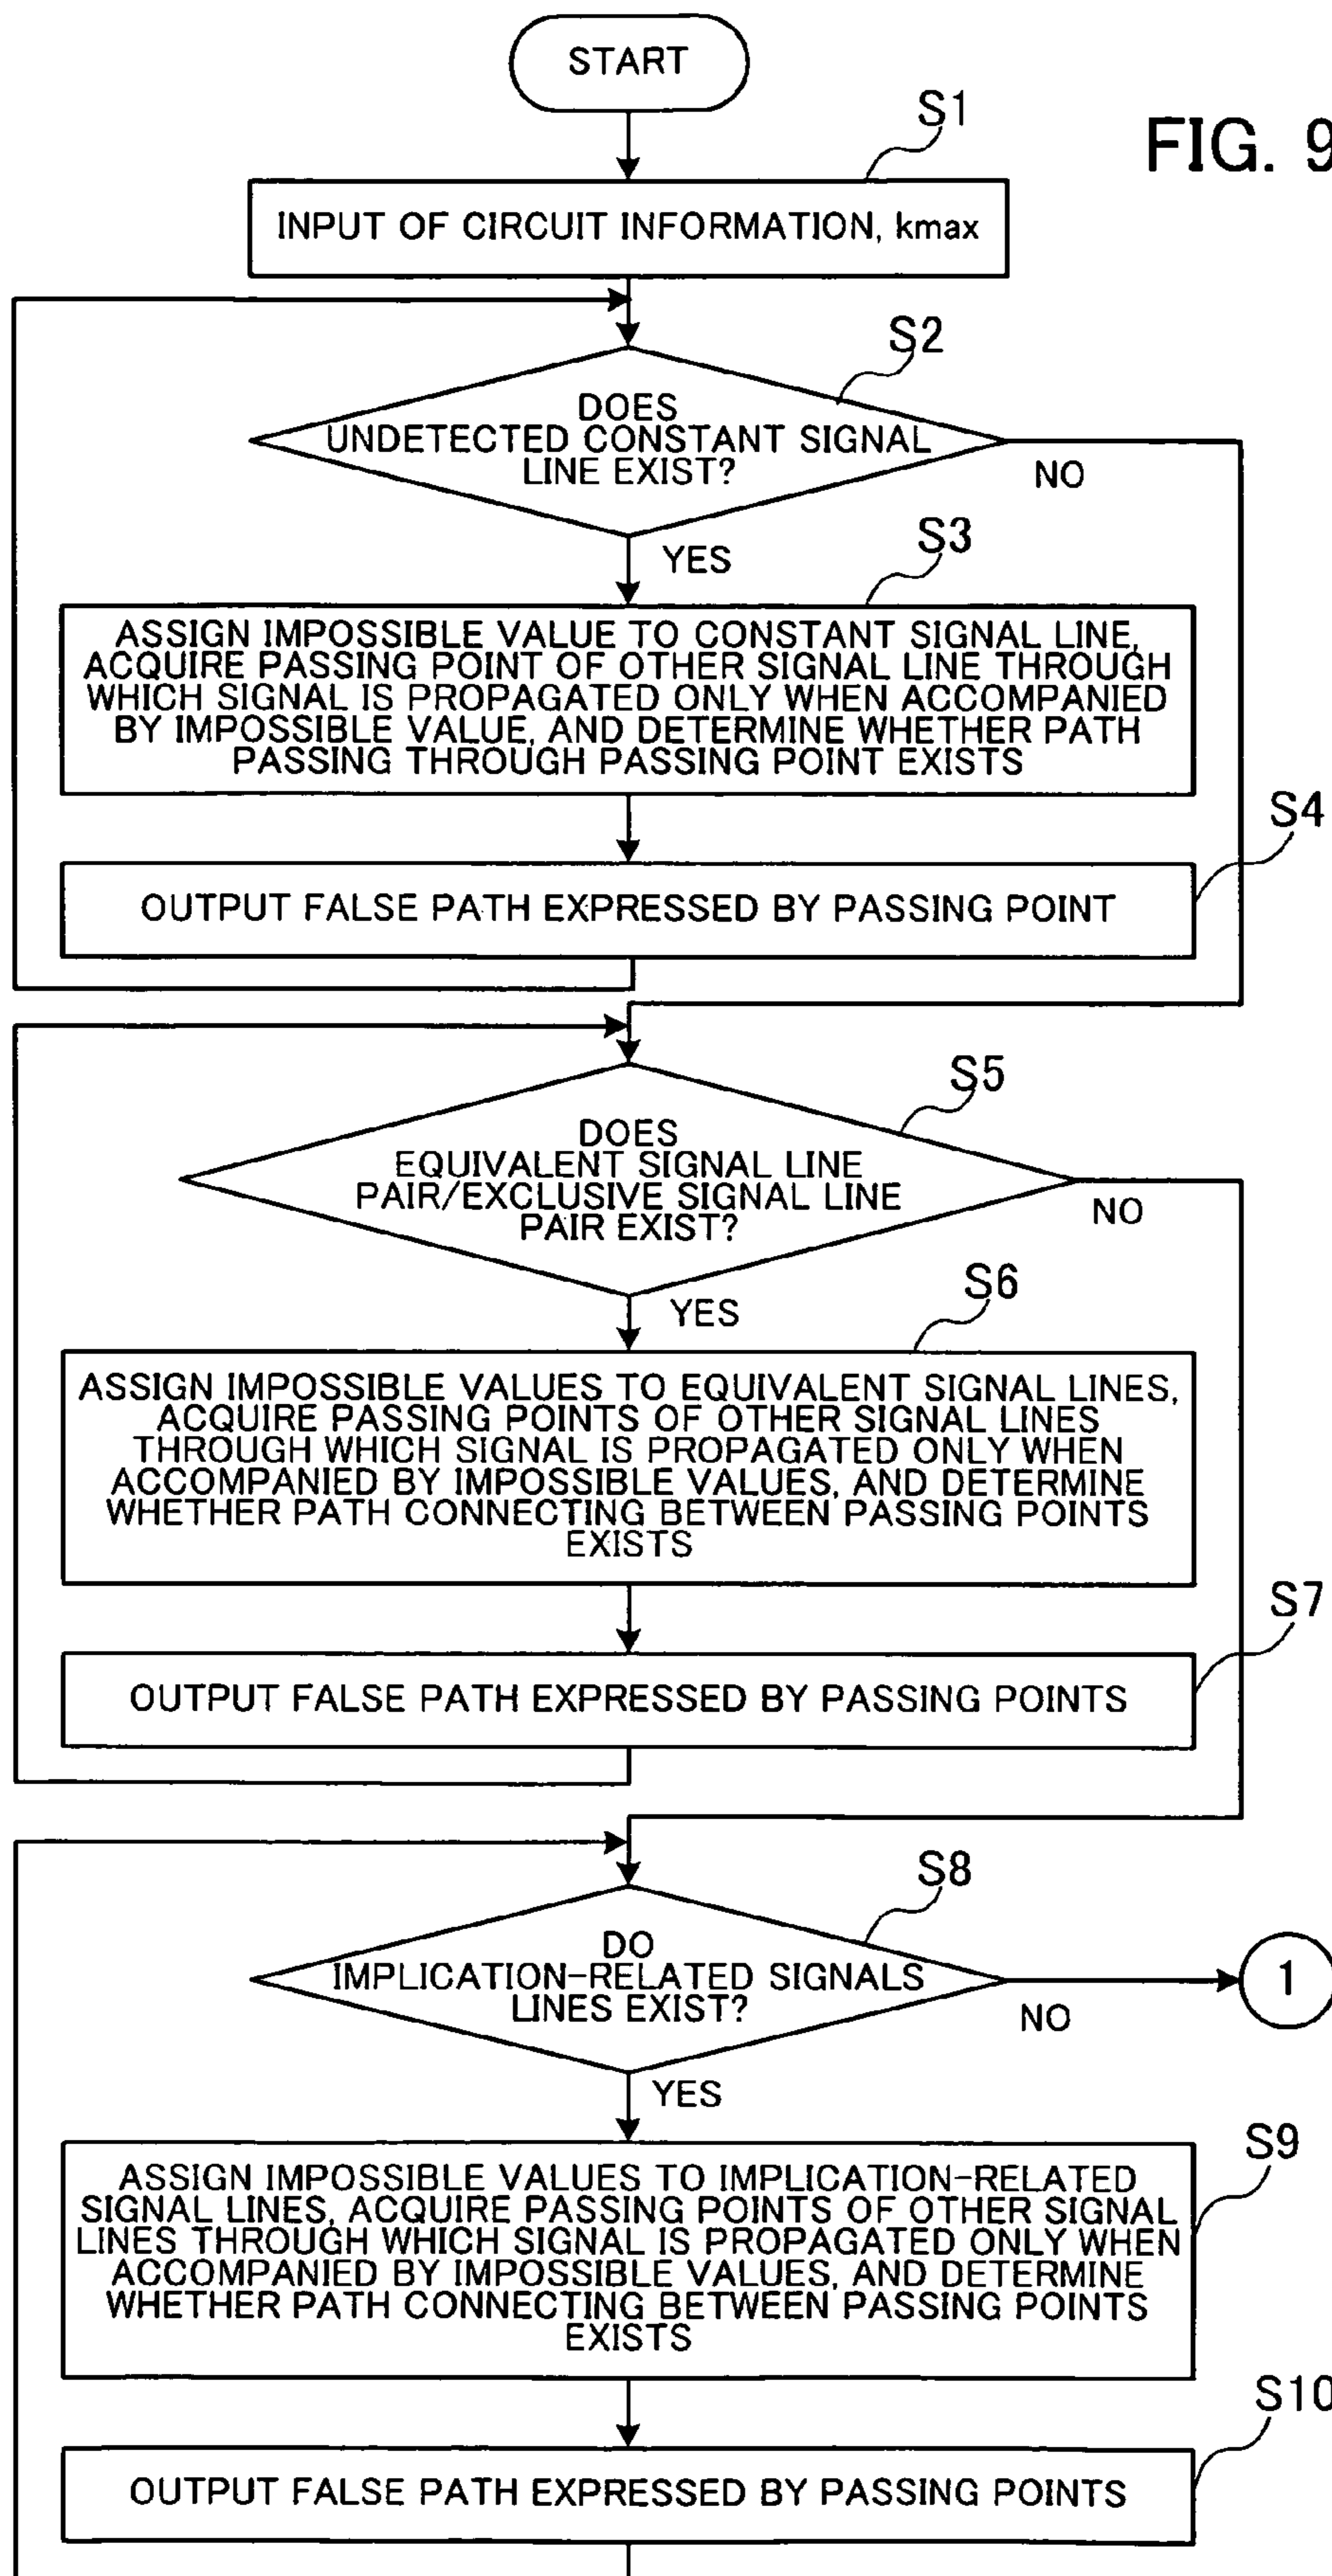 START
S1
FIG. 9
INPUT OF CIRCUIT INFORMATION, kmax
S2
DOES
UNDETECTED CONSTANT SIGNAL
LINE EXIST?
NO
YES
S3
ASSIGN IMPOSSIBLE VALUE TO CONSTANT SIGNAL LINE,
ACQUIRE PASSING POINT OF OTHER SIGNAL LINE THROUGH
WHICH SIGNAL IS PROPAGATED ONLY WHEN ACCOMPANIED
BY IMPOSSIBLE VALUE, AND DETERMINE WHETHER PATH
PASSING THROUGH PASSING POINT EXISTS
S4
OUTPUT FALSE PATH EXPRESSED BY PASSING POINT
S5
DOES
EQUIVALENT SIGNAL LINE
PAIR/EXCLUSIVE SIGNAL LINE
PAIR EXIST?
NO
YES
S6
ASSIGN IMPOSSIBLE VALUES TO EQUIVALENT SIGNAL LINES,
ACQUIRE PASSING POINTS OF OTHER SIGNAL LINES
THROUGH WHICH SIGNAL IS PROPAGATED ONLY WHEN
ACCOMPANIED BY IMPOSSIBLE VALUES, AND DETERMINE
WHETHER PATH CONNECTING BETWEEN PASSING POINTS
EXISTS
S7
OUTPUT FALSE PATH EXPRESSED BY PASSING POINTS
S8
DO
IMPLICATION-RELATED SIGNALS
LINES EXIST?
NO
1
YES
S9
ASSIGN IMPOSSIBLE VALUES TO IMPLICATION-RELATED
SIGNAL LINES, ACQUIRE PASSING POINTS OF OTHER SIGNAL
LINES THROUGH WHICH SIGNAL IS PROPAGATED ONLY WHEN
ACCOMPANIED BY IMPOSSIBLE VALUES, AND DETERMINE
WHETHER PATH CONNECTING BETWEEN PASSING POINTS
EXISTS
S10
OUTPUT FALSE PATH EXPRESSED BY PASSING POINTS